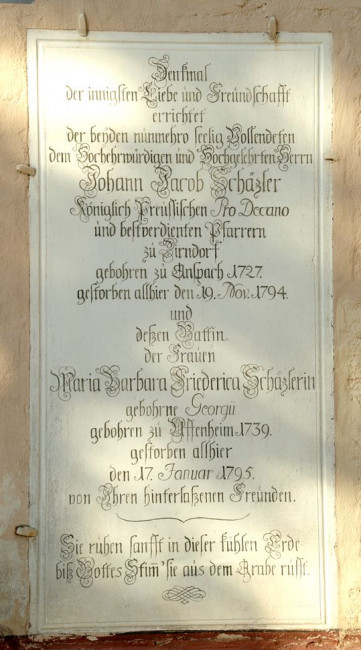 Denkmal
der innigsten Liebe und Freündschafft
errichtet
der beyden nunmehro seelig Vollendeten
dem Hochehrwürdigen und Hochgelehrten Herrn
Johann Jacob Schäzler
Königlich Preussischen Pro Decano
und bestverdienten Pfarrern
zu Zirndorf
gebohren zu Anspach 1727.
gestorben allhier den 19. Nov. 1794.
und
deßen Gattin
der Frauen
Maria Barbara Friederica Schäzlerin
gebohrne Georgii
gebohren zu Uffenheim 1739.
gestorben allhier
den 17. Januar 1795.
von Ihren hinterlaßenen Freunden.
Sie ruhen sanfft in dieser kühlen Erde
biß Gottes Stim̄ sie aus dem Grabe rufft.